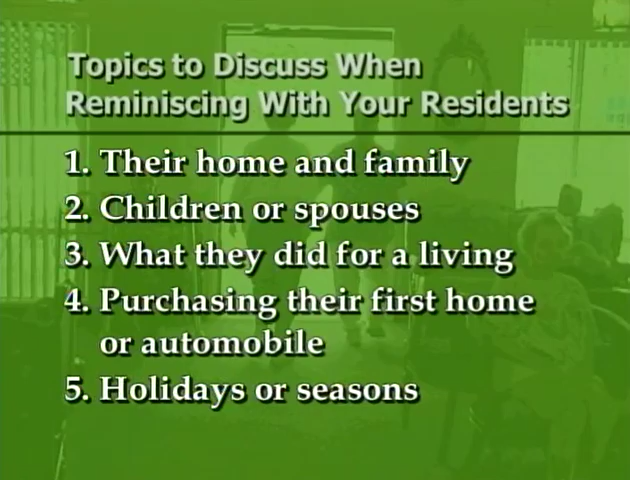 Topics to Discuss When
Reminiscing With Your Residents
1. Their home and family
2. Children or spouses
3. What they did for a living
4. Purchasing their first home
or automobile
5. Holidays or seasons